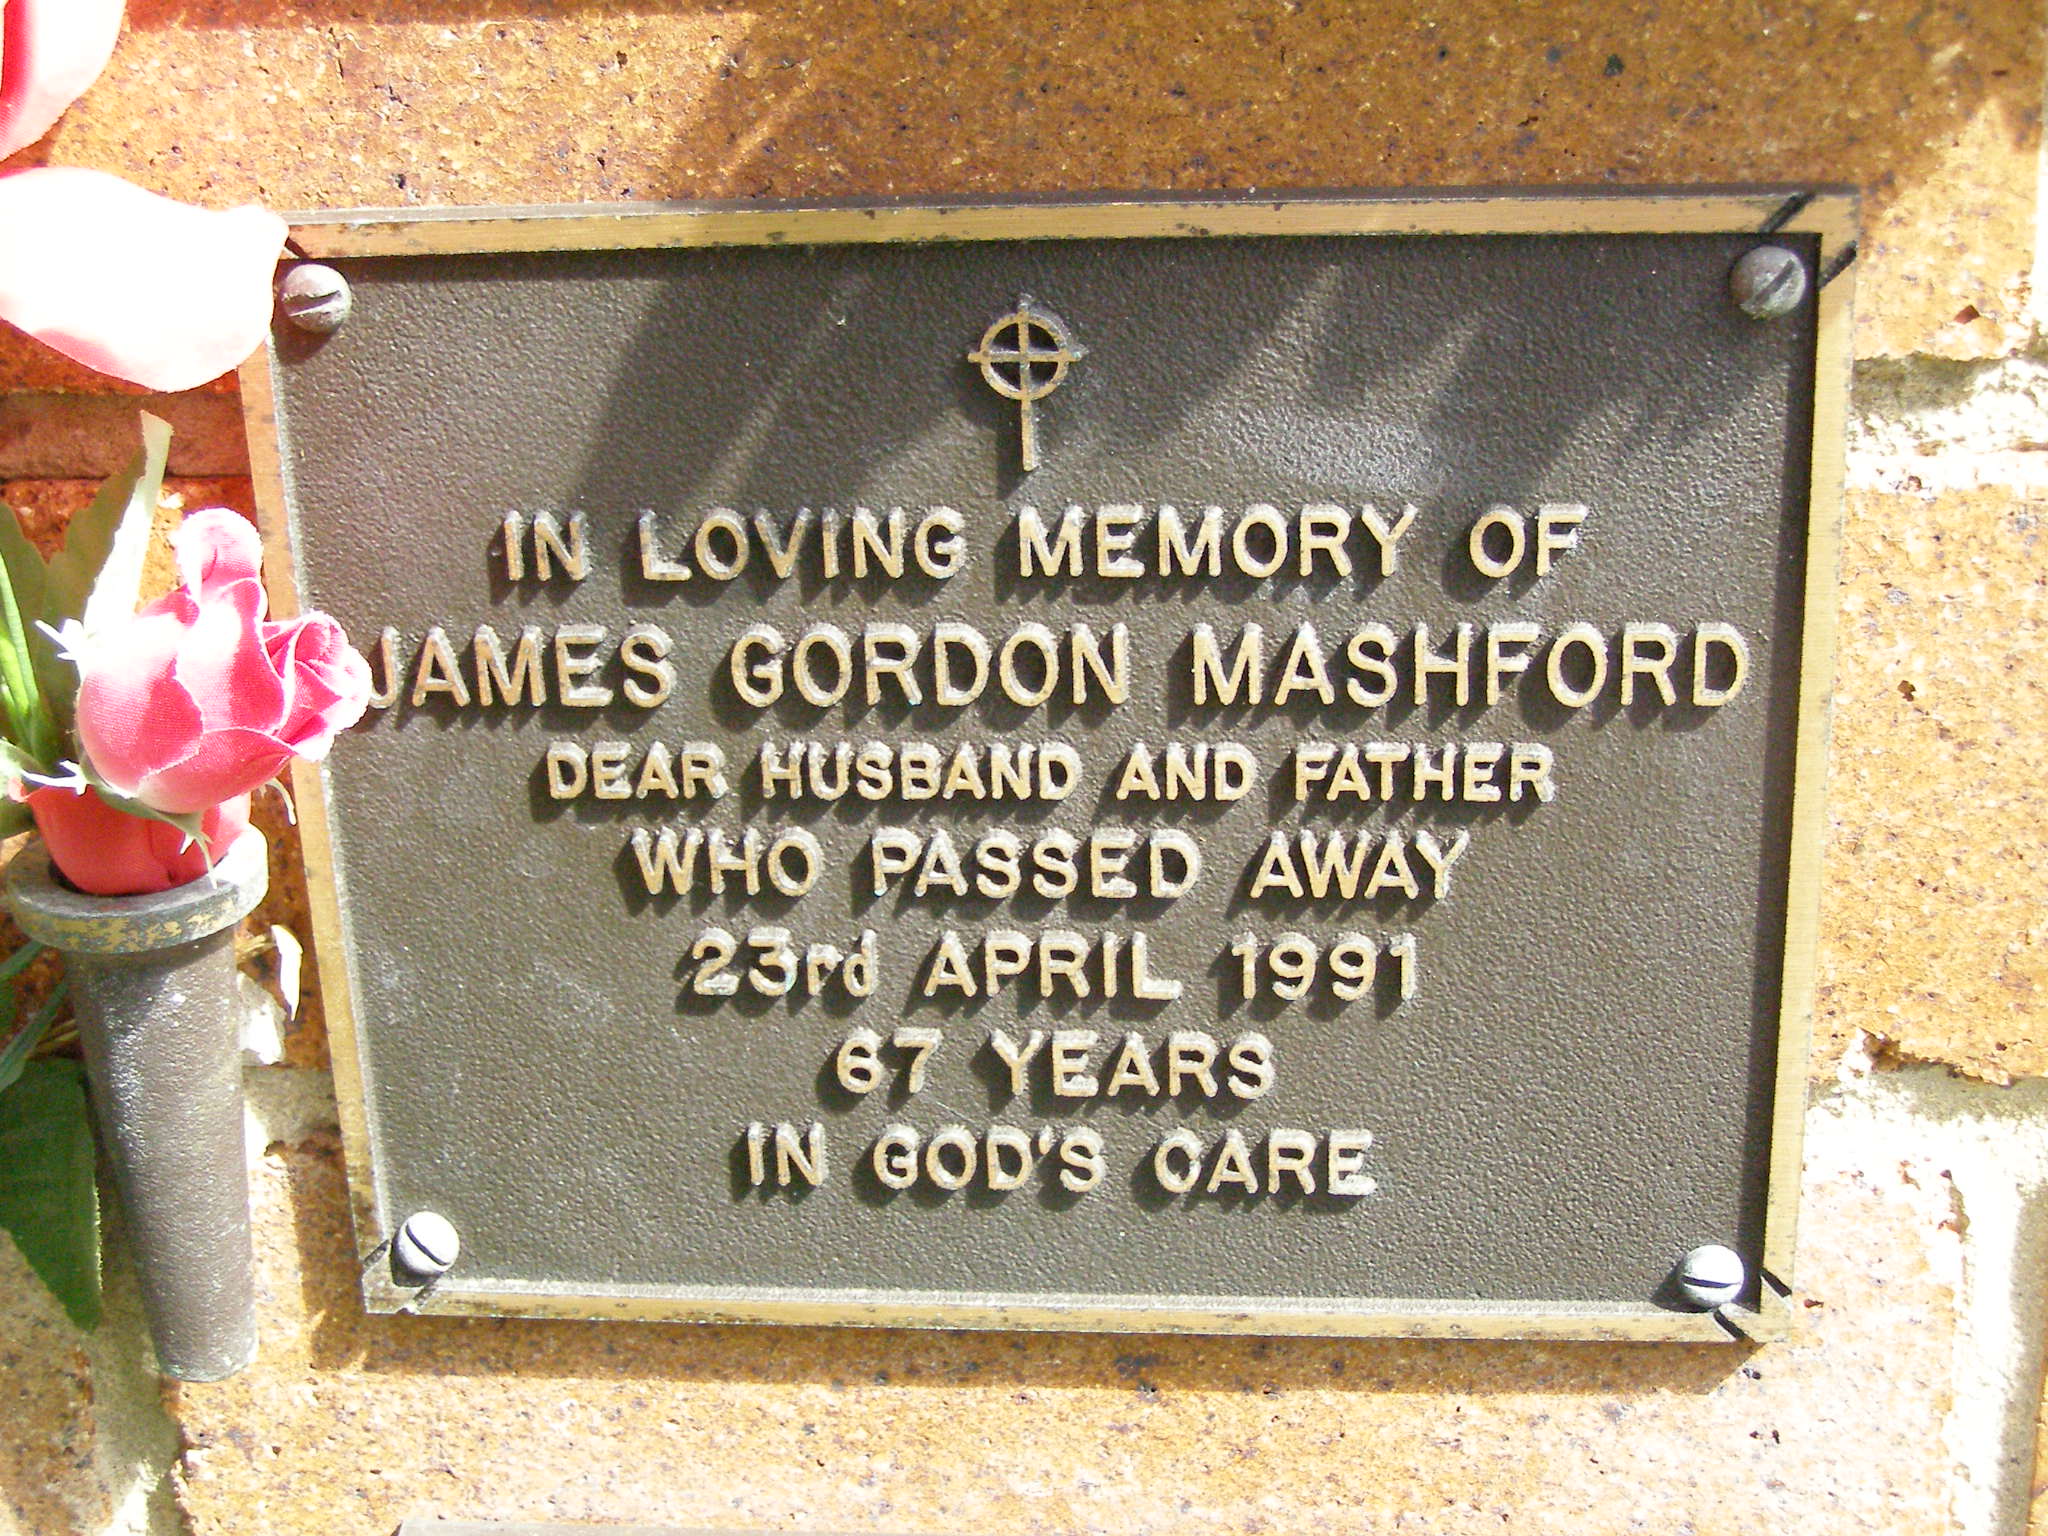 IN LOVING MEMORY OF
JAMES GORDON MASHFORD
DEAR HUSBAND AND FATHER
WHO PASSED AWAY
23rd APRIL 1991
67 YEARS
IN GOD'S CARE